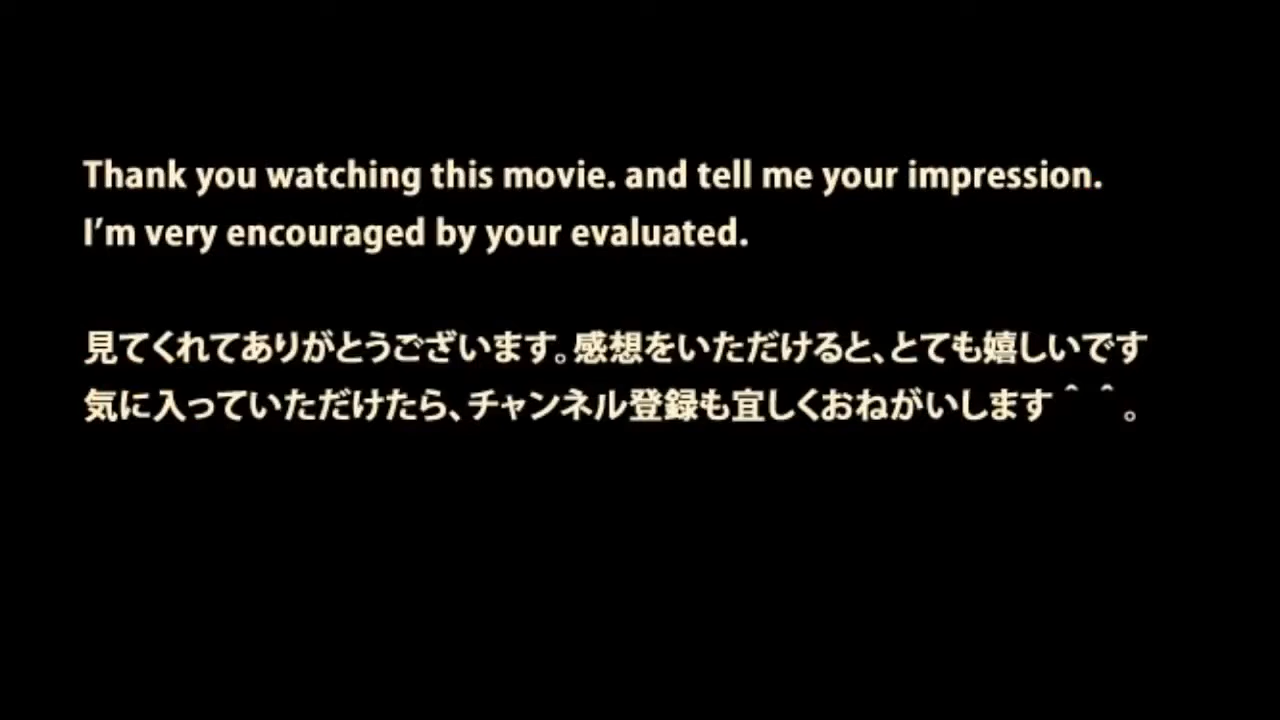 Thank you watching this movie. and tell me your impression.
I’m very encouraged by your evaluated.
見てくれてありがとうございます。感想をいただけると、とても嬉しいです
気に入っていただけたら、チャンネル登録も宜しくおねがいします＾＾。